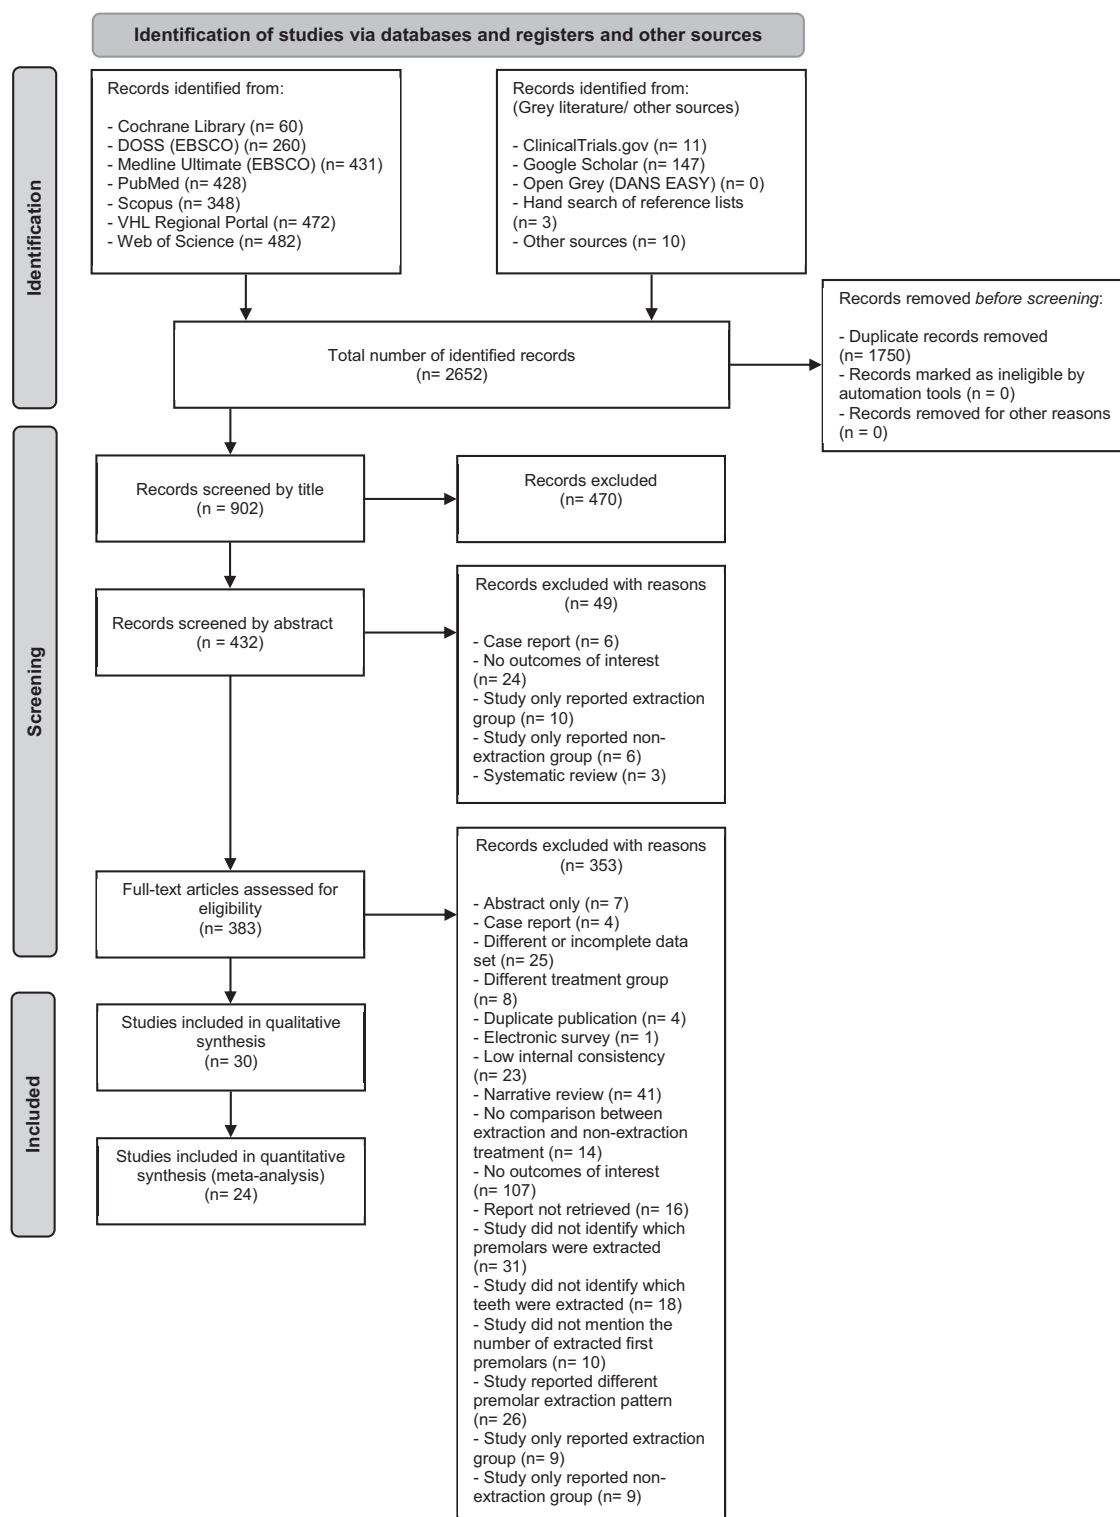 Identification of studies via databases and registers and other sources
Identification
Records identified from:
- Cochrane Library (n= 60)
- DOSS (EBSCO) (n= 260)
- Medline Ultimate (EBSCO) (n= 431)
- PubMed (n= 428)
- Scopus (n= 348)
- VHL Regional Portal (n= 472)
- Web of Science (n= 482)
Records identified from:
(Grey literature/ other sources)
- ClinicalTrials.gov (n= 11)
- Google Scholar (n= 147)
- Open Grey (DANS EASY) (n= 0)
- Hand search of reference lists
(n= 3)
- Other sources (n= 10)
Total number of identified records
(n= 2652)
Records removed before screening:
- Duplicate records removed
(n= 1750)
- Records marked as ineligible by
automation tools (n = 0)
- Records removed for other reasons
(n = 0)
Screening
Records screened by title
(n = 902)
Records excluded
(n= 470)
Records screened by abstract
(n = 432)
Records excluded with reasons
(n= 49)
- Case report (n= 6)
- No outcomes of interest
(n= 24)
- Study only reported extraction
group (n= 10)
- Study only reported non-
extraction group (n= 6)
- Systematic review (n= 3)
Full-text articles assessed for
eligibility
(n= 383)
Records excluded with reasons
(n= 353)
- Abstract only (n= 7)
- Case report (n= 4)
- Different or incomplete data
set (n= 25)
- Different treatment group
(n= 8)
- Duplicate publication (n= 4)
- Electronic survey (n= 1)
- Low internal consistency
(n= 23)
- Narrative review (n= 41)
- No comparison between
extraction and non-extraction
treatment (n= 14)
- No outcomes of interest
(n= 107)
- Report not retrieved (n= 16)
- Study did not identify which
premolars were extracted
(n= 31)
- Study did not identify which
teeth were extracted (n= 18)
- Study did not mention the
number of extracted first
premolars (n= 10)
- Study reported different
premolar extraction pattern
(n= 26)
- Study only reported extraction
group (n= 9)
- Study only reported non-
extraction group (n= 9)
Included
Studies included in qualitative
synthesis
(n= 30)
Studies included in quantitative
synthesis (meta-analysis)
(n= 24)